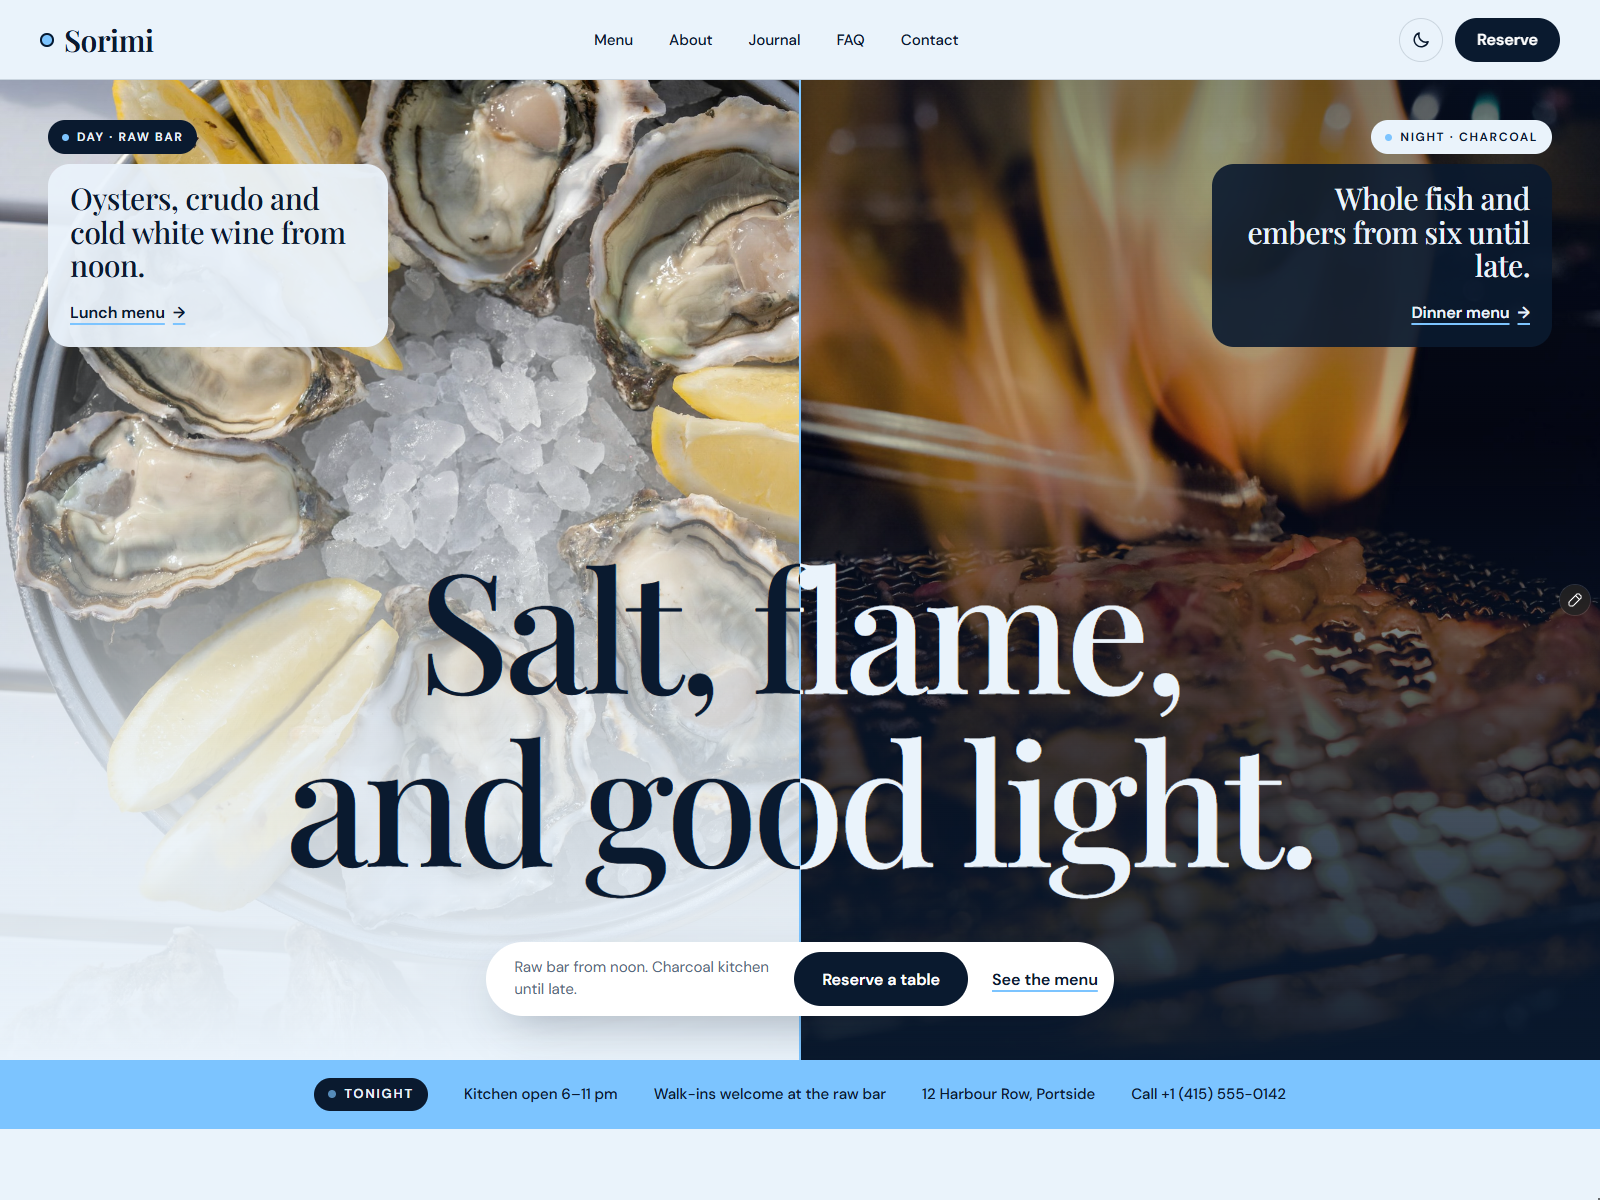 Sorimi
Menu
About
Journal
FAQ
Contact
Reserve
DAY · RAW BAR
Oysters, crudo and
cold white wine from
noon.
Lunch menu →
NIGHT · CHARCOAL
Whole fish and
embers from six until
late.
Dinner menu →
Salt, flame,
and good light.
Raw bar from noon. Charcoal kitchen
until late.
Reserve a table
See the menu
TONIGHT
Kitchen open 6–11 pm
Walk-ins welcome at the raw bar
12 Harbour Row, Portside
Call +1 (415) 555-0142